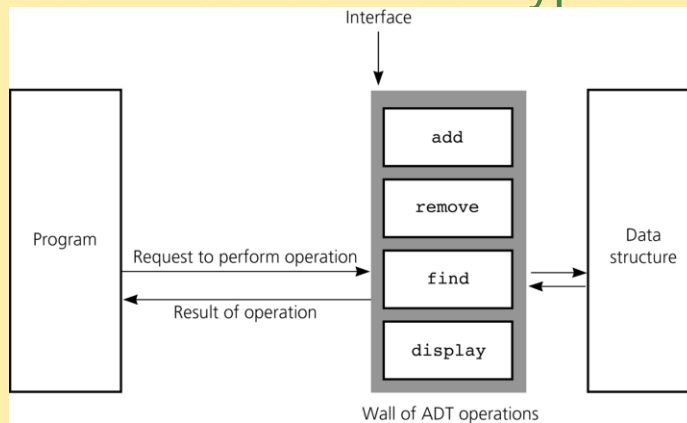 Interface
add
remove
Program
Data
structure
Request to perform operation
find
Result of operation
display
Wall of ADT operations